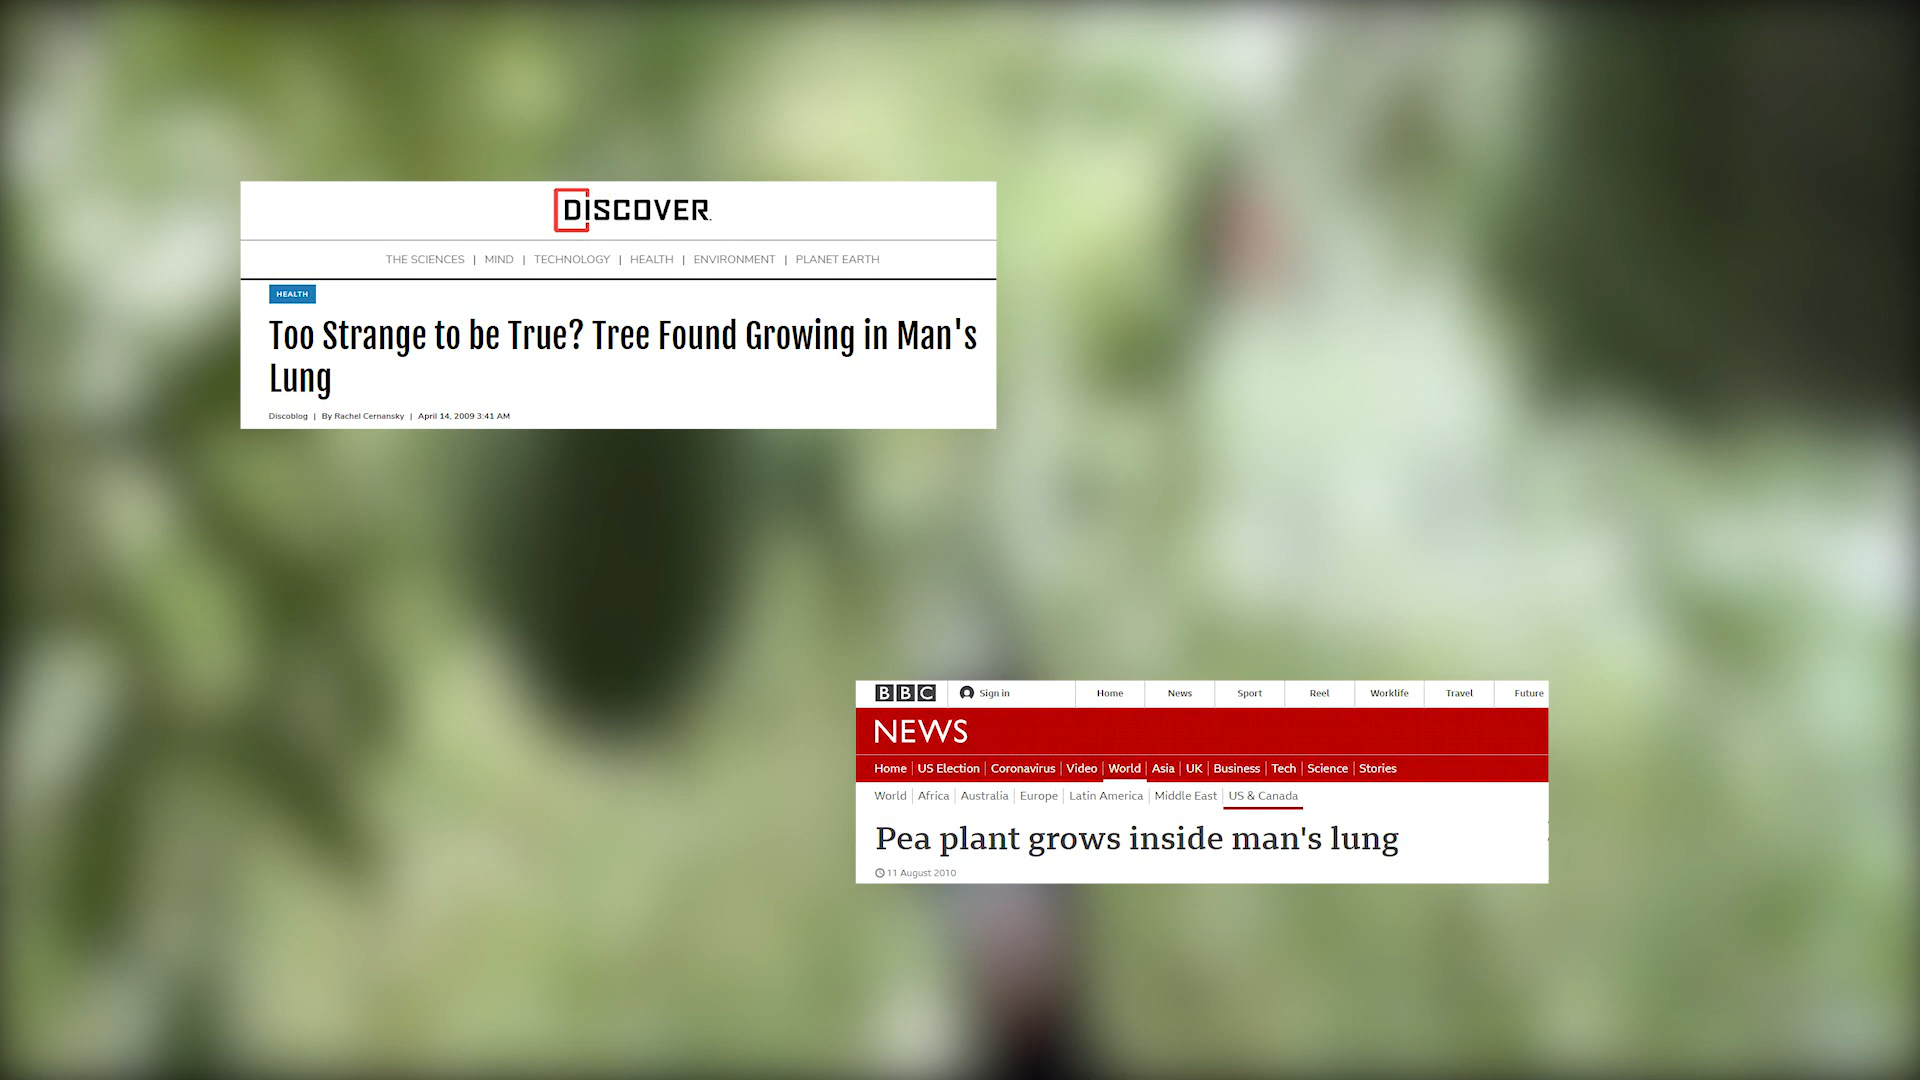 DISCOVER.
THE SCIENCES | MIND | TECHNOLOGY | HEALTH | ENVIRONMENT | PLANET EARTH
HEALTH
Too Strange to be True? Tree Found Growing in Man's
Lung
Discoblog | By Rachel Cernansky | April 14, 2009 3:41 AM
BBC Sign in Home News Sport Reel Worklife Travel Future
NEWS
Home | US Election | Coronavirus | Video | World | Asia | UK | Business | Tech | Science | Stories
World | Africa | Australia | Europe | Latin America | Middle East | US & Canada
Pea plant grows inside man's lung
11 August 2010